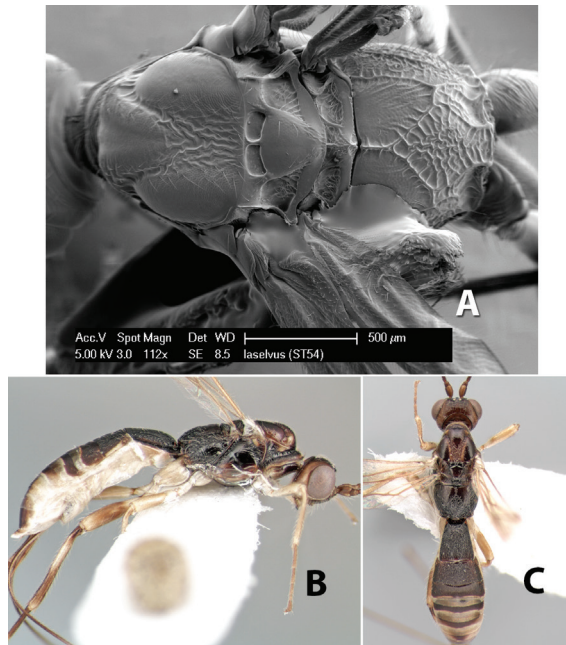 A
Acc.V Spot Magn Det WD 500 µm
5.00 kV 3.0 112x SE 8.5 laselvus (ST54)
B
C